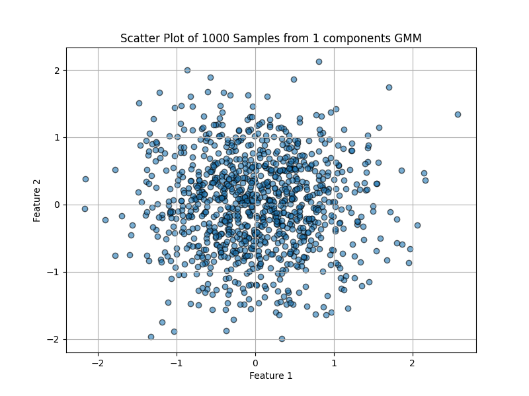 Scatter Plot of 1000 Samples from 1 components GMM
2
1
0
−1
−2
Feature 2
−2 −1 0 1 2
Feature 1